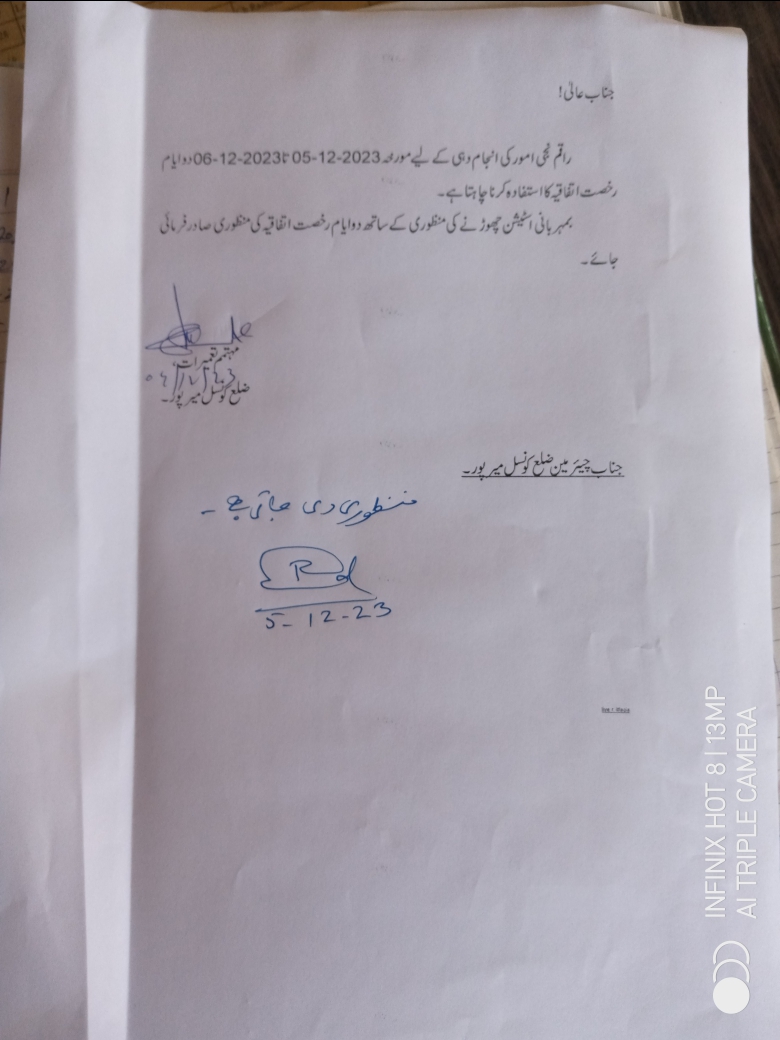 جناب عالیٰ!
راقم نجی امور کی انجام دہی کے لیے مورخہ 05-12-2023 تا 06-12-2023 دو ایام
رخصت اتفاقیہ کا استفادہ کرنا چاہتا ہے۔
بمہربانی اسٹیشن چھوڑنے کی منظوری کے ساتھ دو ایام رخصت اتفاقیہ کی منظوری صادر فرمائی
جائے۔
مہتمم تعمیرات،
ضلع کونسل میرپور۔
جناب چیئرمین ضلع کونسل میرپور۔
منظوری دی جاتی ہے۔
5-12-23
INFINIX HOT 8 | 13MP
AI TRIPLE CAMERA